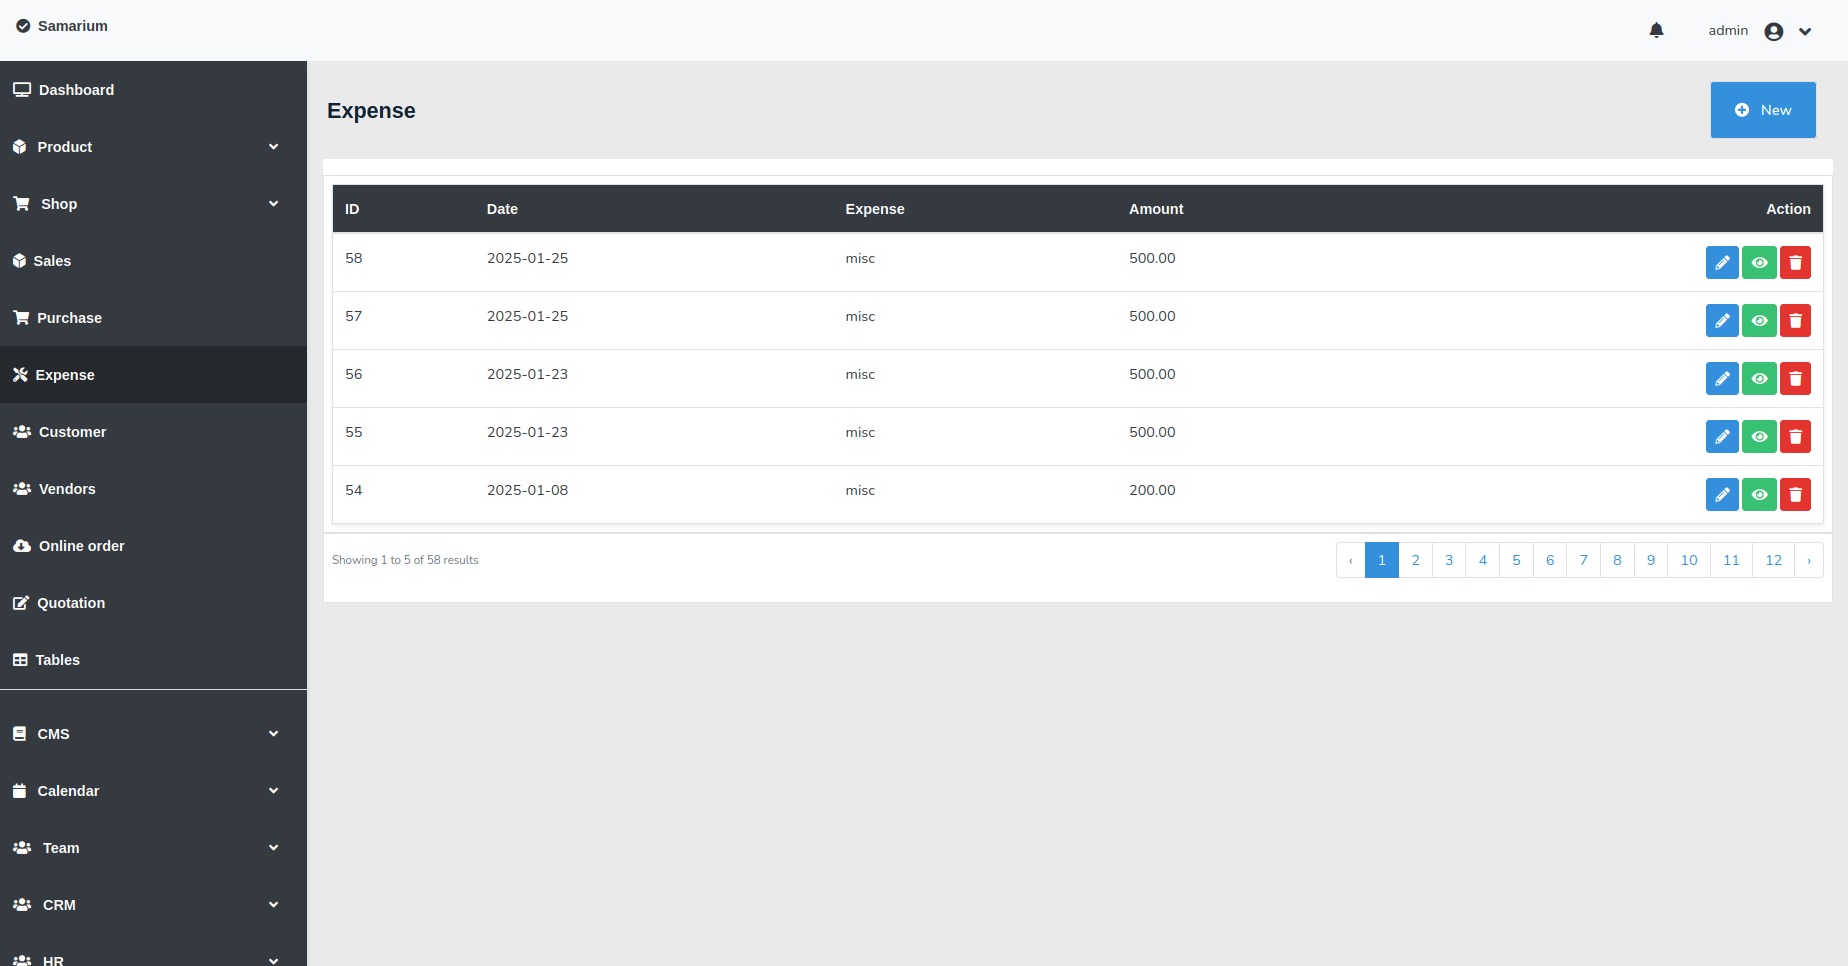 Samarium
admin
Dashboard
Product
Shop
Sales
Purchase
Expense
Customer
Vendors
Online order
Quotation
Tables
CMS
Calendar
Team
CRM
HR
Expense
New
ID Date Expense Amount Action
58 2025-01-25 misc 500.00
57 2025-01-25 misc 500.00
56 2025-01-23 misc 500.00
55 2025-01-23 misc 500.00
54 2025-01-08 misc 200.00
Showing 1 to 5 of 58 results
‹ 1 2 3 4 5 6 7 8 9 10 11 12 ›